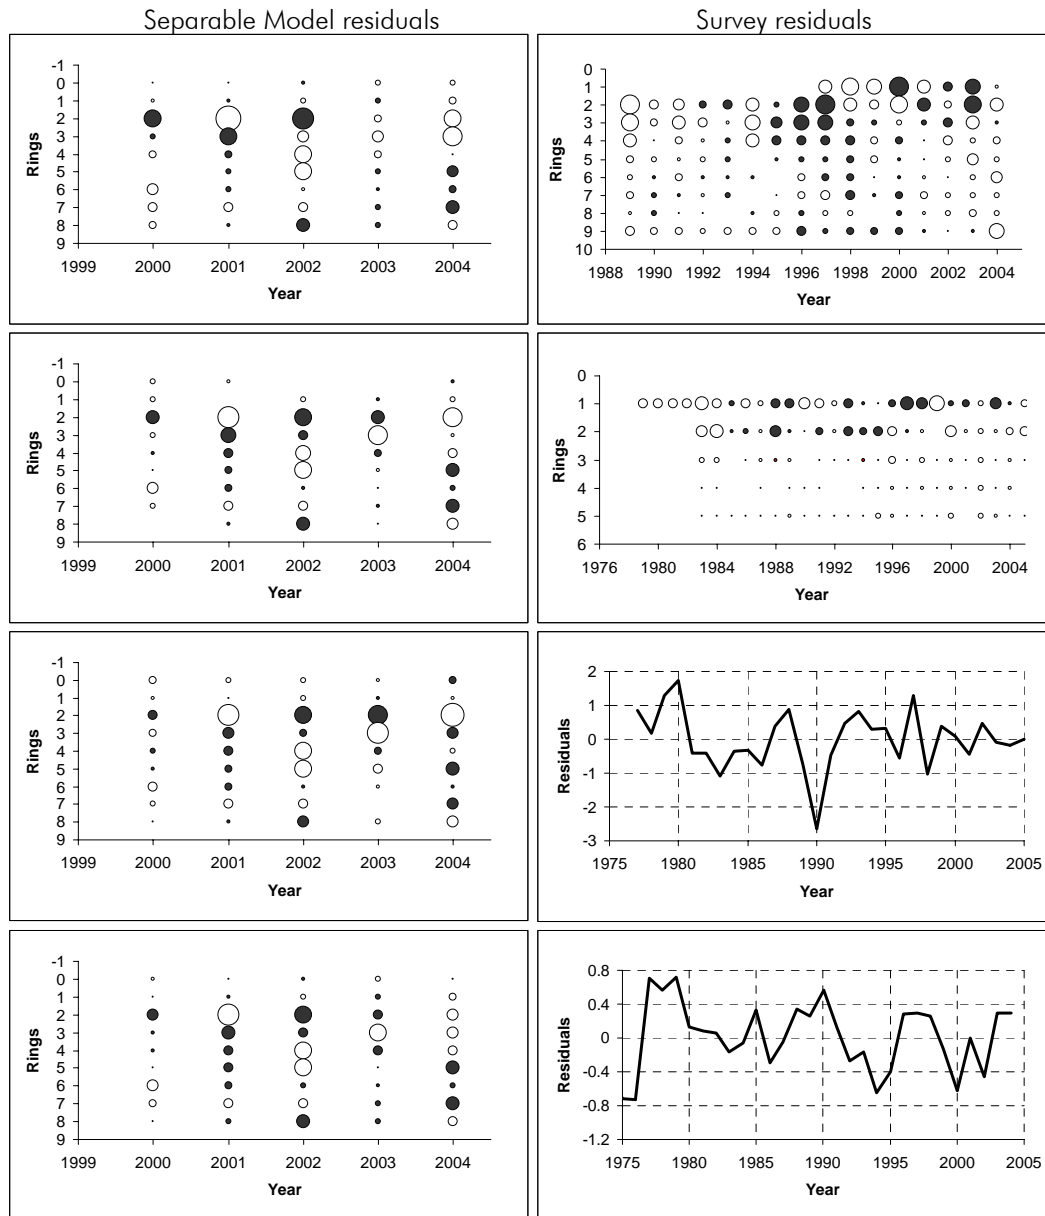 Separable Model residuals
Survey residuals
-1
0
1
2
3
4
5
6
7
8
9
1999 2000 2001 2002 2003 2004
Year
Rings
0
1
2
3
4
5
6
7
8
9
10
1988 1990 1992 1994 1996 1998 2000 2002 2004
Year
Rings
-1
0
1
2
3
4
5
6
7
8
9
1999 2000 2001 2002 2003 2004
Year
Rings
0
1
2
3
4
5
6
1976 1980 1984 1988 1992 1996 2000 2004
Year
Rings
-1
0
1
2
3
4
5
6
7
8
9
1999 2000 2001 2002 2003 2004
Year
Rings
2
1
0
-1
-2
-3
1975 1980 1985 1990 1995 2000 2005
Year
Residuals
-1
0
1
2
3
4
5
6
7
8
9
1999 2000 2001 2002 2003 2004
Year
Rings
0.8
0.4
0
-0.4
-0.8
-1.2
1975 1980 1985 1990 1995 2000 2005
Year
Residuals